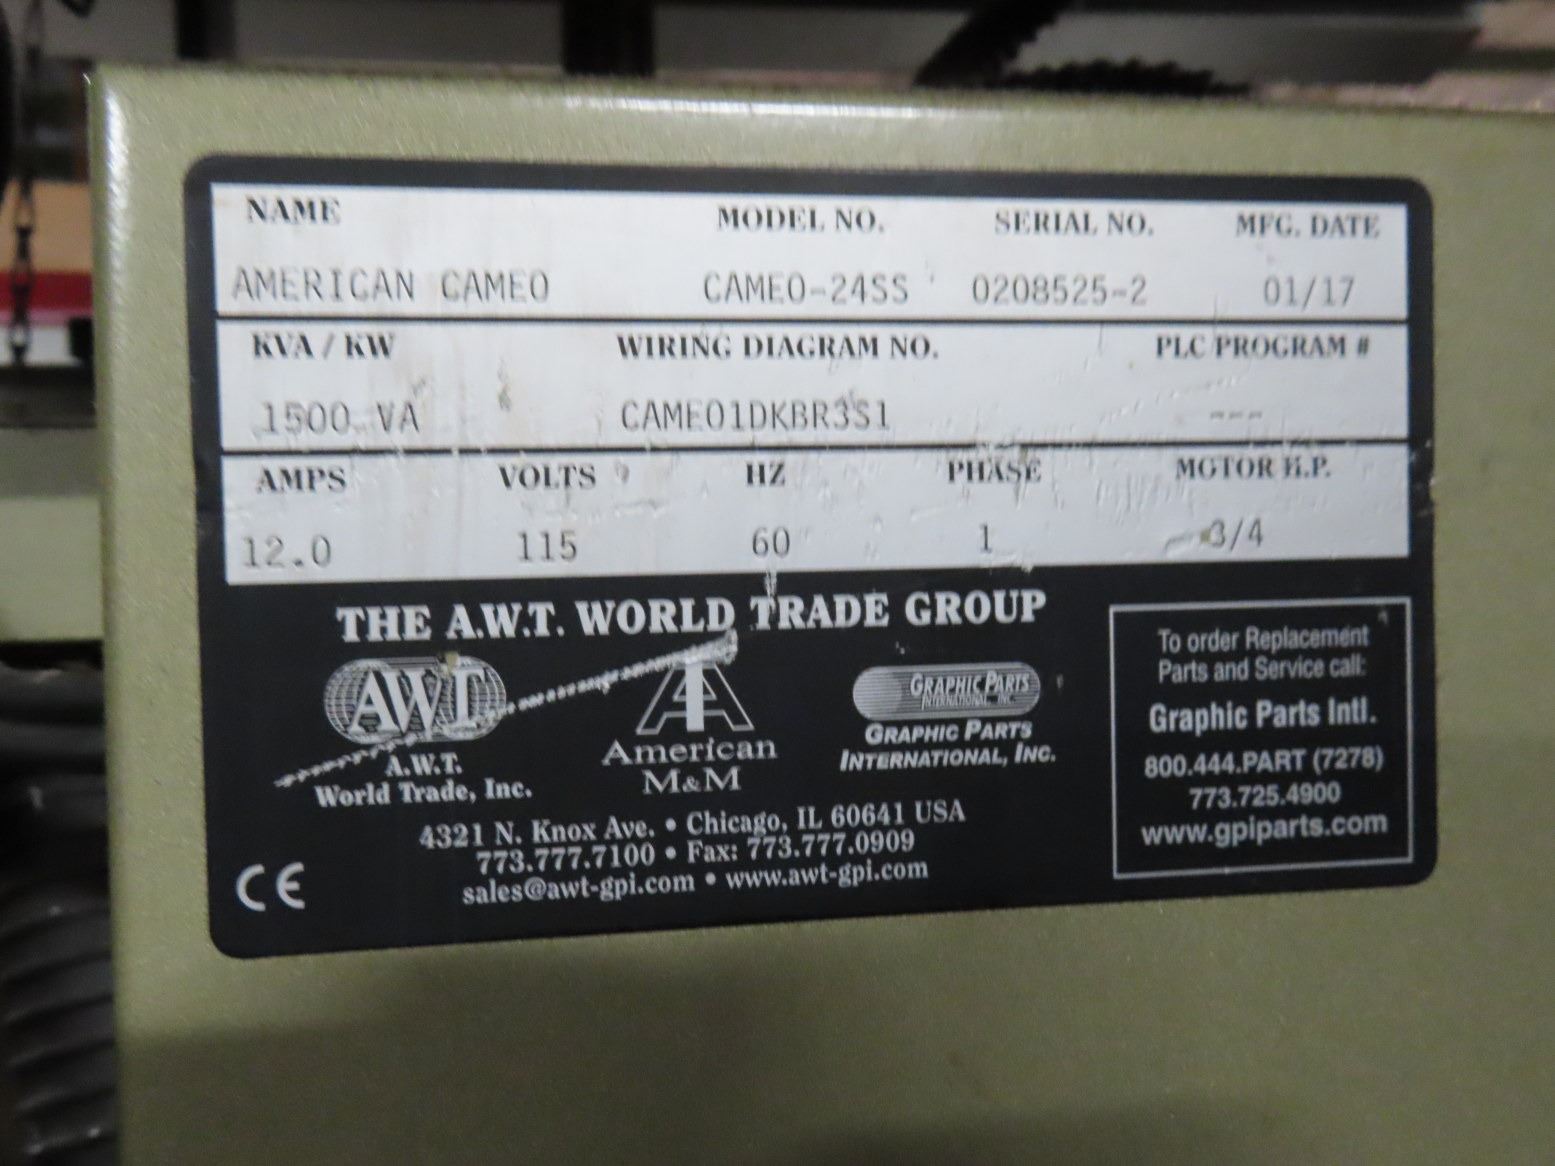 NAME MODEL NO. SERIAL NO. MFG. DATE
AMERICAN CAMEO CAMEO-24SS 0208525-2 01/17
KVA / KW WIRING DIAGRAM NO. PLC PROGRAM #
1500 VA CAMEO1DKBR3S1 ---
AMPS VOLTS HZ PHASE MOTOR H.P.
12.0 115 60 1 3/4
THE A.W.T. WORLD TRADE GROUP
AWT
A.W.T.
World Trade, Inc.
American
M&M
GRAPHIC PARTS
INTERNATIONAL, INC.
GRAPHIC PARTS
INTERNATIONAL, INC.
4321 N. Knox Ave. • Chicago, IL 60641 USA
773.777.7100 • Fax: 773.777.0909
sales@awt-gpi.com • www.awt-gpi.com
CE
To order Replacement
Parts and Service call:
Graphic Parts Intl.
800.444.PART (7278)
773.725.4900
www.gpiparts.com